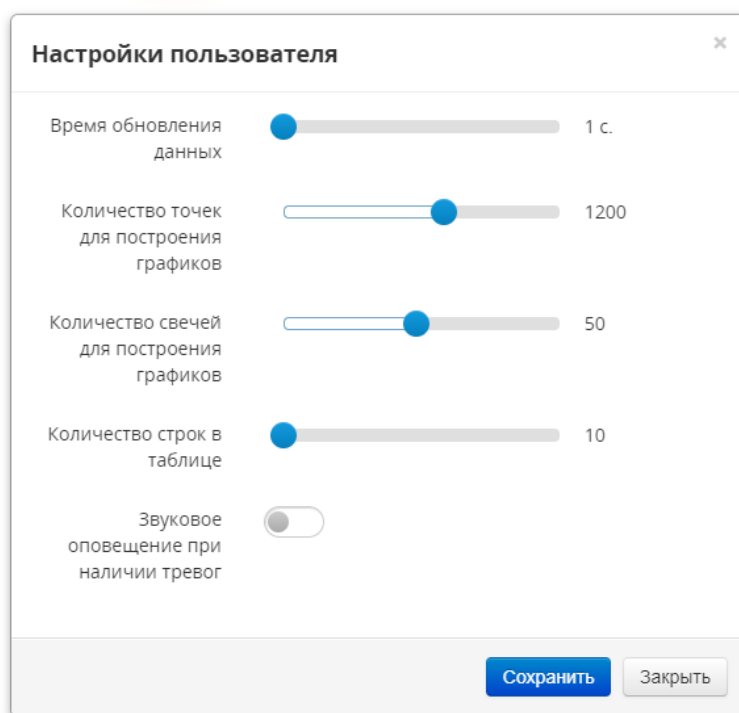 Настройки пользователя
×
Время обновления
данных
1 с.
Количество точек
для построения
графиков
1200
Количество свечей
для построения
графиков
50
Количество строк в
таблице
10
Звуковое
оповещение при
наличии тревог
Сохранить
Закрыть